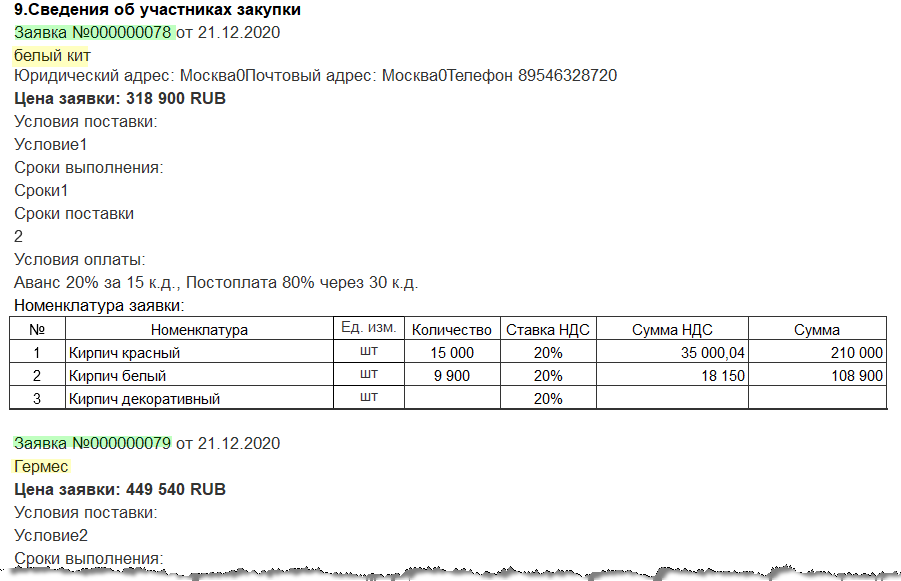 9.Сведения об участниках закупки
Заявка №000000078 от 21.12.2020
белый кит
Юридический адрес: Москва0Почтовый адрес: Москва0Телефон 89546328720
Цена заявки: 318 900 RUB
Условия поставки:
Условие1
Сроки выполнения:
Сроки1
Сроки поставки
2
Условия оплаты:
Аванс 20% за 15 к.д., Постоплата 80% через 30 к.д.
Номенклатура заявки:
№ Номенклатура Ед. изм. Количество Ставка НДС Сумма НДС Сумма
1 Кирпич красный шт 15 000 20% 35 000,04 210 000
2 Кирпич белый шт 9 900 20% 18 150 108 900
3 Кирпич декоративный шт 20%
Заявка №000000079 от 21.12.2020
Гермес
Цена заявки: 449 540 RUB
Условия поставки:
Условие2
Сроки выполнения: